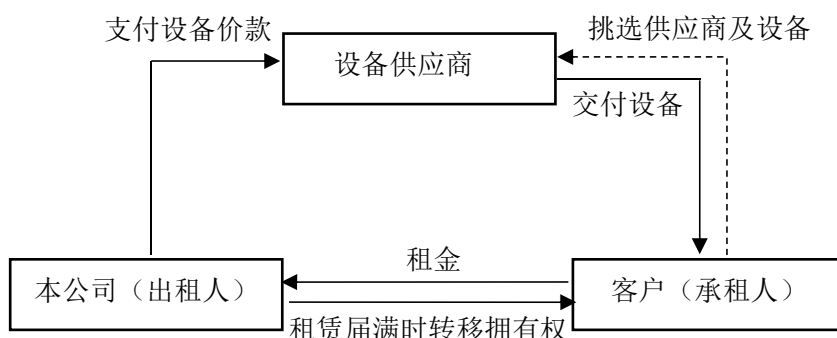 支付设备价款
挑选供应商及设备
设备供应商
交付设备
租金
本公司（出租人）
客户（承租人）
租赁届满时转移拥有权